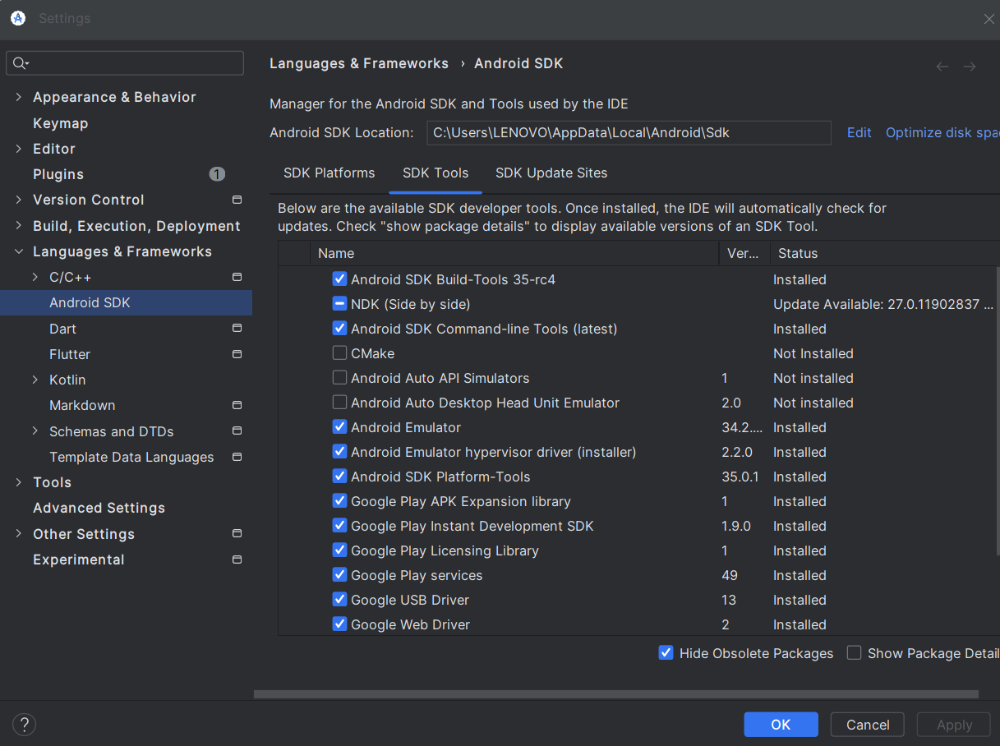 Settings
Languages & Frameworks › Android SDK
Appearance & Behavior
Keymap
Editor
Plugins 1
Version Control
Build, Execution, Deployment
Languages & Frameworks
C/C++
Android SDK
Dart
Flutter
Kotlin
Markdown
Schemas and DTDs
Template Data Languages
Tools
Advanced Settings
Other Settings
Experimental
Manager for the Android SDK and Tools used by the IDE
Android SDK Location: C:\Users\LENOVO\AppData\Local\Android\Sdk Edit Optimize disk spa
SDK Platforms SDK Tools SDK Update Sites
Below are the available SDK developer tools. Once installed, the IDE will automatically check for
updates. Check "show package details" to display available versions of an SDK Tool.
Name Ver... Status
Android SDK Build-Tools 35-rc4 Installed
NDK (Side by side) Update Available: 27.0.11902837 ...
Android SDK Command-line Tools (latest) Installed
CMake Not Installed
Android Auto API Simulators 1 Not installed
Android Auto Desktop Head Unit Emulator 2.0 Not installed
Android Emulator 34.2.... Installed
Android Emulator hypervisor driver (installer) 2.2.0 Installed
Android SDK Platform-Tools 35.0.1 Installed
Google Play APK Expansion library 1 Installed
Google Play Instant Development SDK 1.9.0 Installed
Google Play Licensing Library 1 Installed
Google Play services 49 Installed
Google USB Driver 13 Installed
Google Web Driver 2 Installed
Hide Obsolete Packages Show Package Detail
? OK Cancel Apply